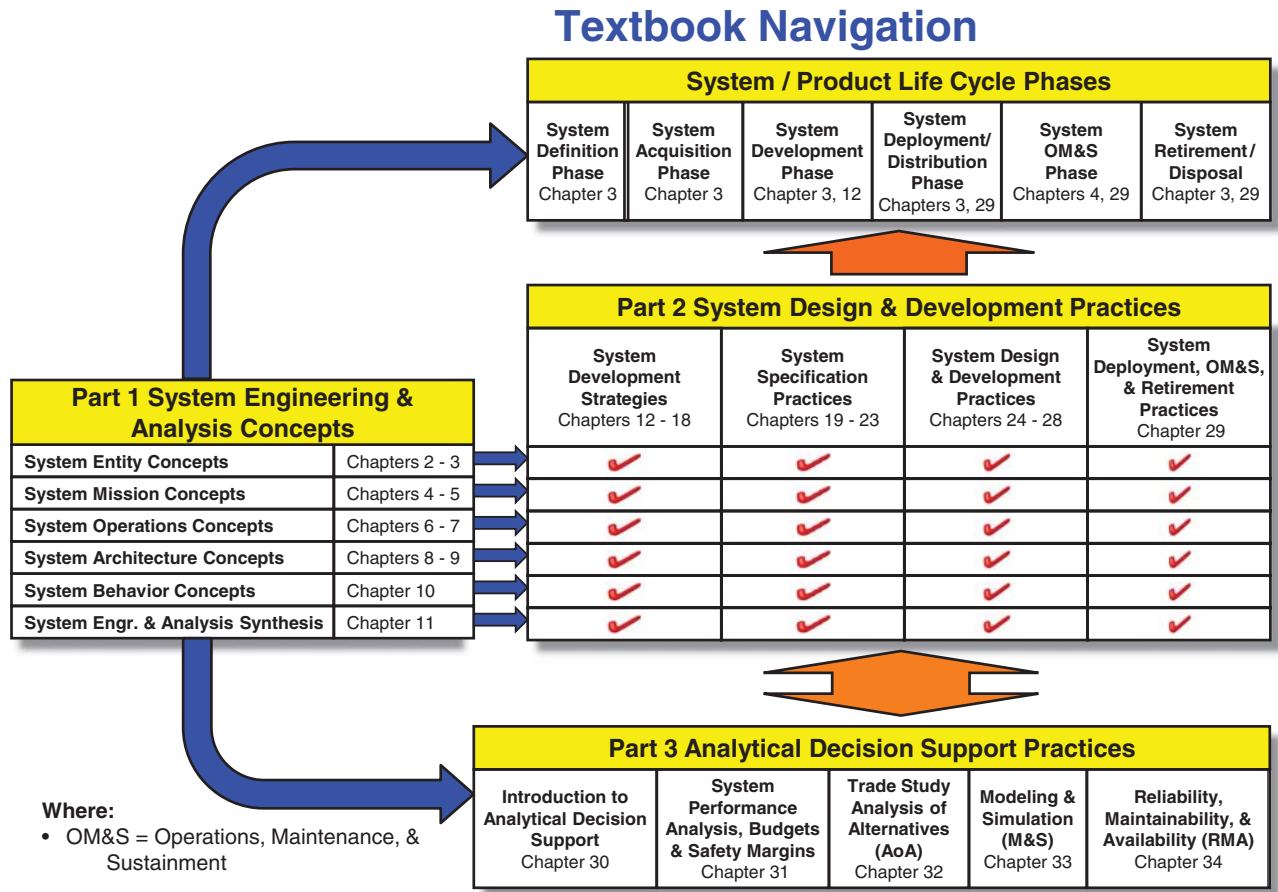 Textbook Navigation
System / Product Life Cycle Phases
System
Definition
Phase
Chapter 3
System
Acquisition
Phase
Chapter 3
System
Development
Phase
Chapter 3, 12
System
Deployment/
Distribution
Phase
Chapters 3, 29
System
OM&S
Phase
Chapters 4, 29
System
Retirement/
Disposal
Chapter 3, 29
Part 2 System Design & Development Practices
System
Development
Strategies
Chapters 12 - 18
System
Specification
Practices
Chapters 19 - 23
System Design
& Development
Practices
Chapters 24 - 28
System
Deployment, OM&S,
& Retirement
Practices
Chapter 29
Part 1 System Engineering &
Analysis Concepts
System Entity Concepts Chapters 2 - 3
System Mission Concepts Chapters 4 - 5
System Operations Concepts Chapters 6 - 7
System Architecture Concepts Chapters 8 - 9
System Behavior Concepts Chapter 10
System Engr. & Analysis Synthesis Chapter 11
Part 3 Analytical Decision Support Practices
Introduction to
Analytical Decision
Support
Chapter 30
System
Performance
Analysis, Budgets
& Safety Margins
Chapter 31
Trade Study
Analysis of
Alternatives
(AoA)
Chapter 32
Modeling &
Simulation
(M&S)
Chapter 33
Reliability,
Maintainability, &
Availability (RMA)
Chapter 34
Where:
• OM&S = Operations, Maintenance, &
Sustainment